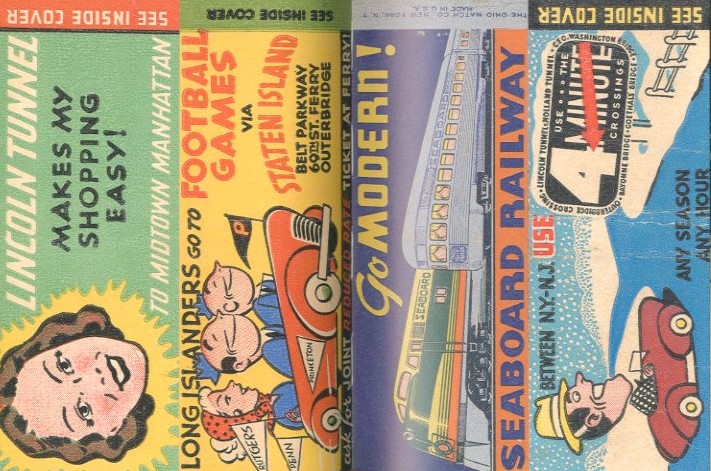 SEE INSIDE COVER
LINCOLN TUNNEL
MAKES MY
SHOPPING
EASY!
TO MIDTOWN MANHATTAN
SEE INSIDE COVER
LONG ISLANDERS GO TO FOOTBALL
GAMES
VIA
STATEN ISLAND
BELT PARKWAY
69TH ST. FERRY
OUTERBRIDGE
P
PRINCETON
RUTGERS
PENN
ask for JOINT REDUCED RATE TICKET AT FERRY!
THE OHIO MATCH CO. NEW YORK, N.Y.
MADE IN U.S.A.
Go MODERN!
SEABOARD
SEABOARD
SEABOARD RAILWAY
SEE INSIDE COVER
GEO. WASHINGTON BRIDGE
LINCOLN TUNNEL
HOLLAND TUNNEL
GOETHALS BRIDGE
BAYONNE BRIDGE
OUTERBRIDGE CROSSING
USE THE
4 MINUTE
CROSSINGS
BETWEEN N.Y.-N.J. USE
ANY SEASON
ANY HOUR